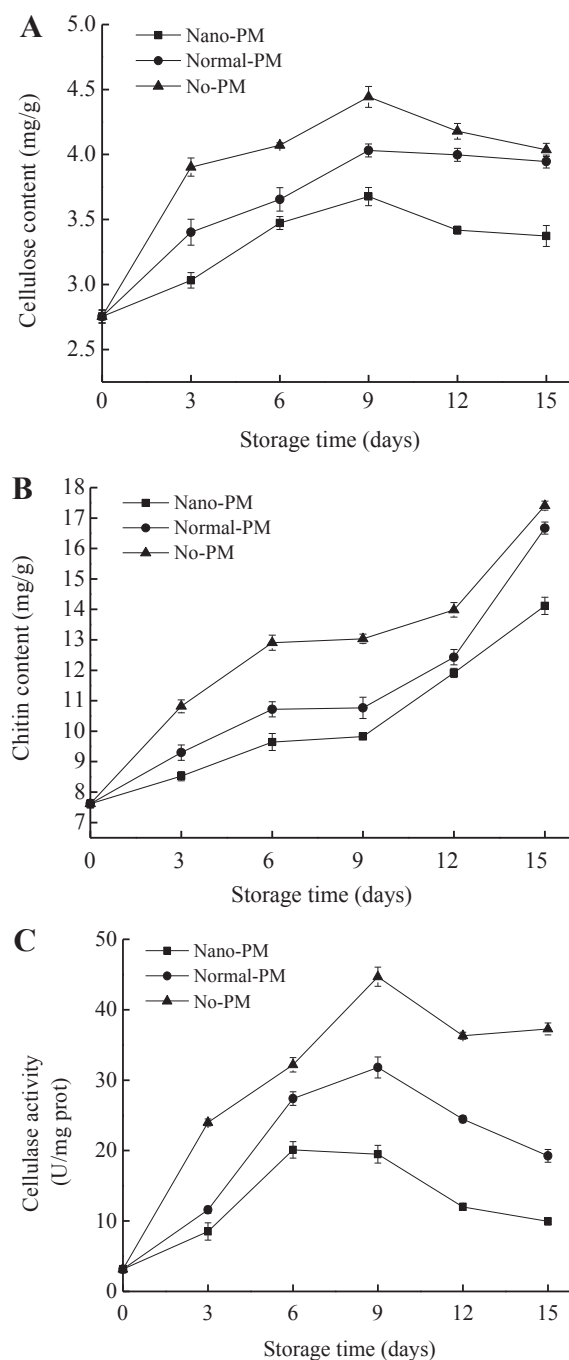 A
5.0
4.5
4.0
3.5
3.0
2.5
Cellulose content (mg/g)
Nano-PM
Normal-PM
No-PM
0 3 6 9 12 15
Storage time (days)
B
18
17
16
14
13
11
10
9
8
7
Chitin content (mg/g)
Nano-PM
Normal-PM
No-PM
0 3 6 9 12 15
Storage time (days)
C
50
40
30
20
10
0
Cellulase activity
(U/mg prot)
Nano-PM
Normal-PM
No-PM
0 3 6 9 12 15
Storage time (days)